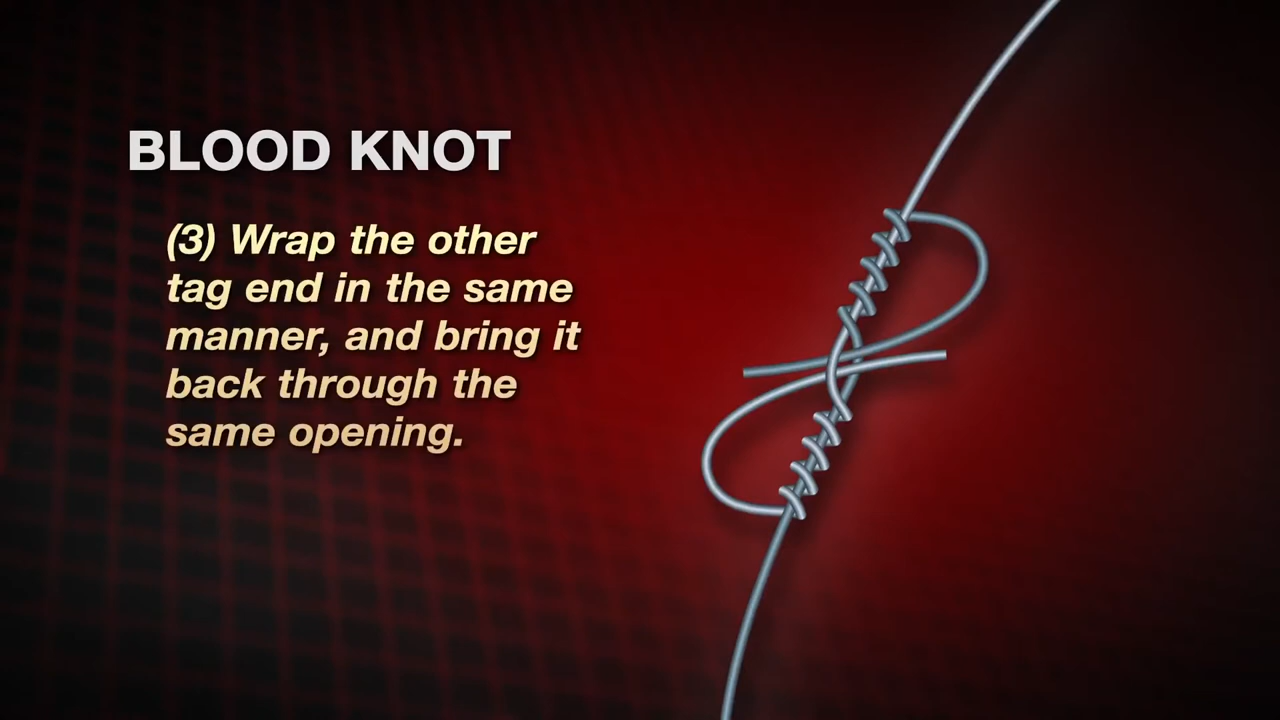 BLOOD KNOT
(3) Wrap the other
tag end in the same
manner, and bring it
back through the
same opening.